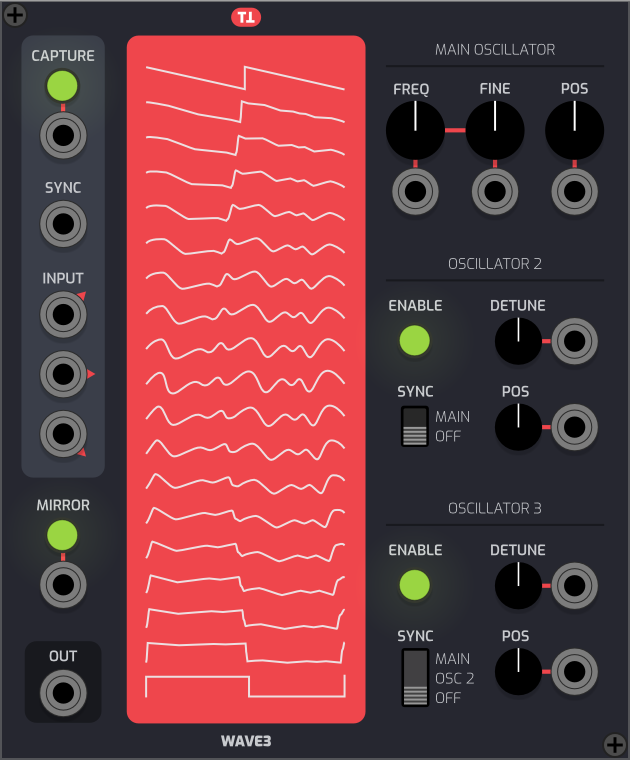 TT
CAPTURE
SYNC
INPUT
MIRROR
OUT
WAVE3
MAIN OSCILLATOR
FREQ FINE POS
OSCILLATOR 2
ENABLE DETUNE
SYNC POS
MAIN
OFF
OSCILLATOR 3
ENABLE DETUNE
SYNC POS
MAIN
OSC 2
OFF